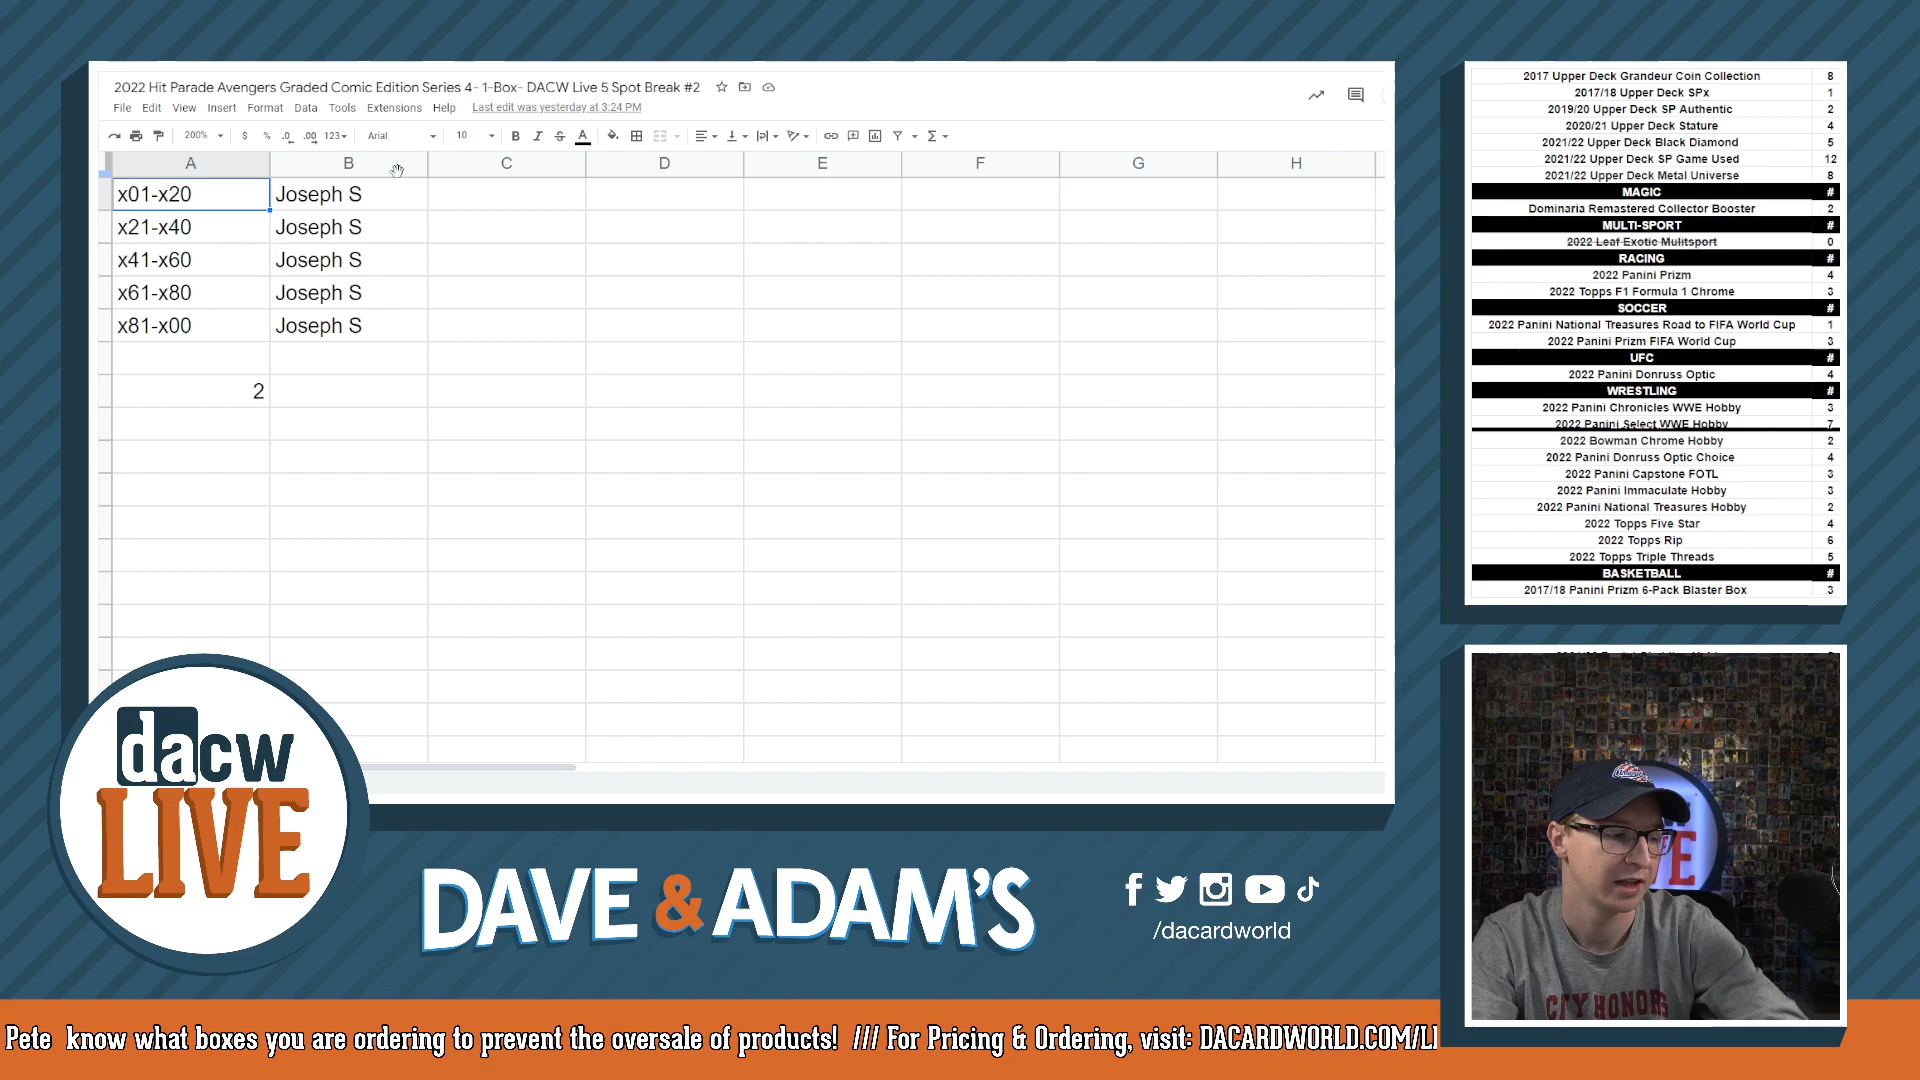 2022 Hit Parade Avengers Graded Comic Edition Series 4- 1-Box- DACW Live 5 Spot Break #2
File Edit View Insert Format Data Tools Extensions Help Last edit was yesterday at 3:24 PM
200% $ % .0 .00 123 Arial 10 B I S A
A B C D E F G H
x01-x20 Joseph S
x21-x40 Joseph S
x41-x60 Joseph S
x61-x80 Joseph S
x81-x00 Joseph S
2
2017 Upper Deck Grandeur Coin Collection 8
2017/18 Upper Deck SPx 1
2019/20 Upper Deck SP Authentic 2
2020/21 Upper Deck Stature 4
2021/22 Upper Deck Black Diamond 5
2021/22 Upper Deck SP Game Used 12
2021/22 Upper Deck Metal Universe 8
MAGIC #
Dominaria Remastered Collector Booster 2
MULTI-SPORT #
2022 Leaf Exotic Mulitsport 0
RACING #
2022 Panini Prizm 4
2022 Topps F1 Formula 1 Chrome 3
SOCCER #
2022 Panini National Treasures Road to FIFA World Cup 1
2022 Panini Prizm FIFA World Cup 3
UFC #
2022 Panini Donruss Optic 4
WRESTLING #
2022 Panini Chronicles WWE Hobby 3
2022 Panini Select WWE Hobby 7
2022 Bowman Chrome Hobby 2
2022 Panini Donruss Optic Choice 4
2022 Panini Capstone FOTL 3
2022 Panini Immaculate Hobby 3
2022 Panini National Treasures Hobby 2
2022 Topps Five Star 4
2022 Topps Rip 6
2022 Topps Triple Threads 5
BASKETBALL #
2017/18 Panini Prizm 6-Pack Blaster Box 3
dacw
LIVE
DAVE & ADAM'S
/dacardworld
CITY HONORS
Pete know what boxes you are ordering to prevent the oversale of products! /// For Pricing & Ordering, visit: DACARDWORLD.COM/LI